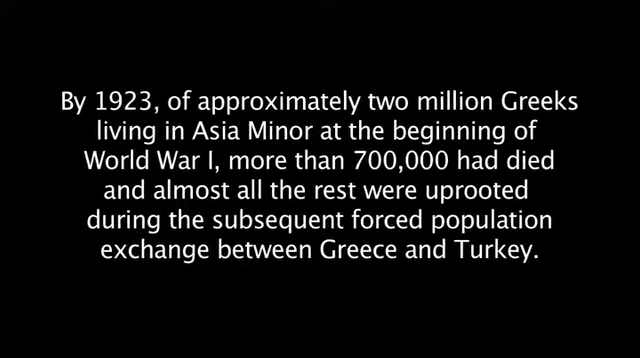 By 1923, of approximately two million Greeks
living in Asia Minor at the beginning of
World War I, more than 700,000 had died
and almost all the rest were uprooted
during the subsequent forced population
exchange between Greece and Turkey.